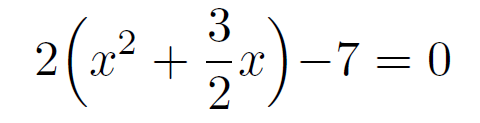 2(x² + 3/2 x) − 7 = 0